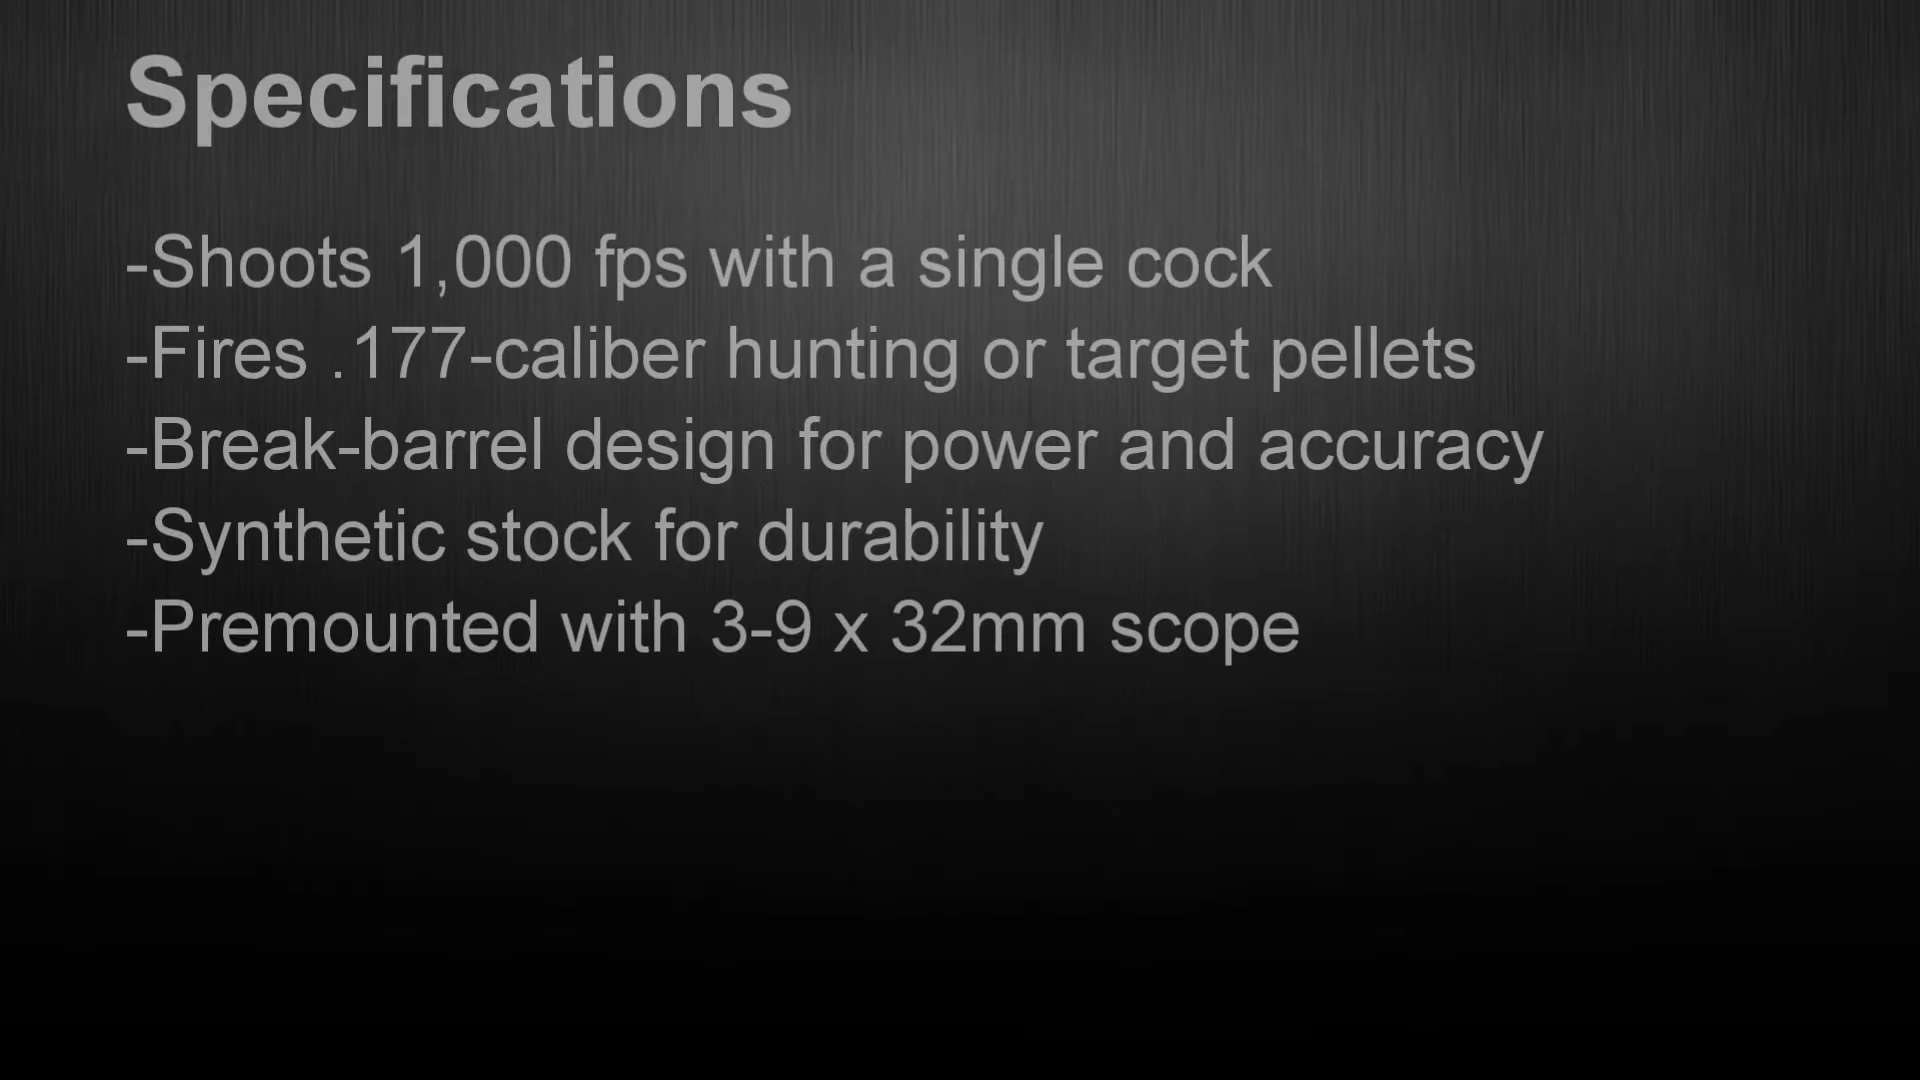 Specifications
-Shoots 1,000 fps with a single cock
-Fires .177-caliber hunting or target pellets
-Break-barrel design for power and accuracy
-Synthetic stock for durability
-Premounted with 3-9 x 32mm scope